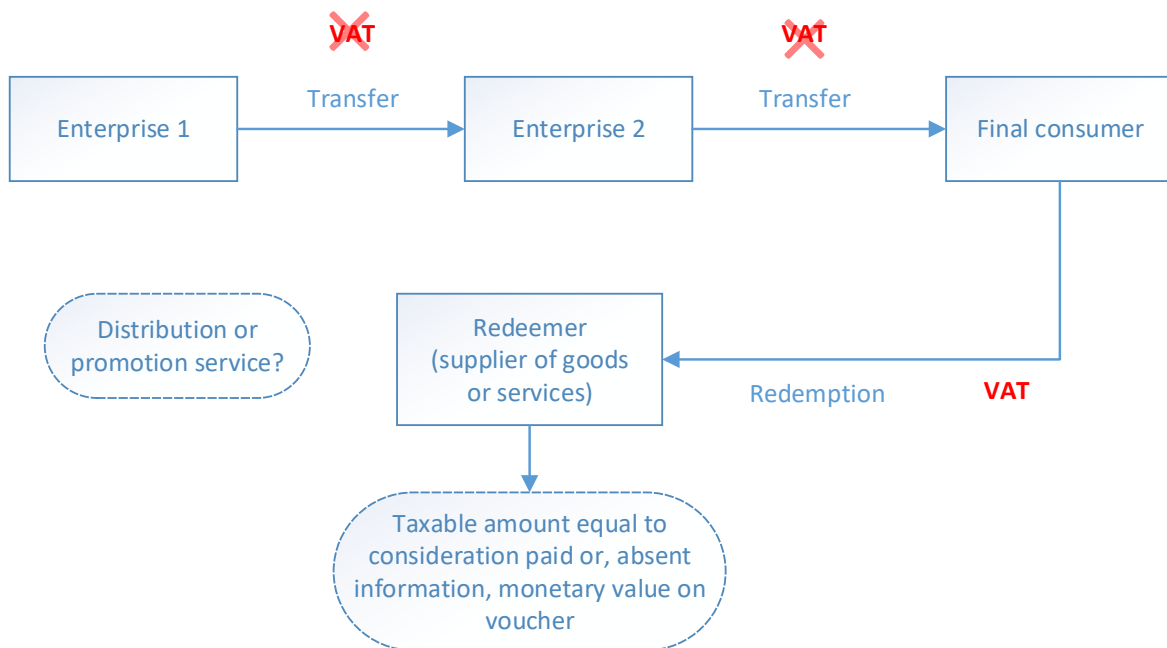 VAT
VAT
Transfer
Transfer
Enterprise 1
Enterprise 2
Final consumer
Distribution or
promotion service?
Redeemer
(supplier of goods
or services)
Redemption
VAT
Taxable amount equal to
consideration paid or, absent
information, monetary value on
voucher